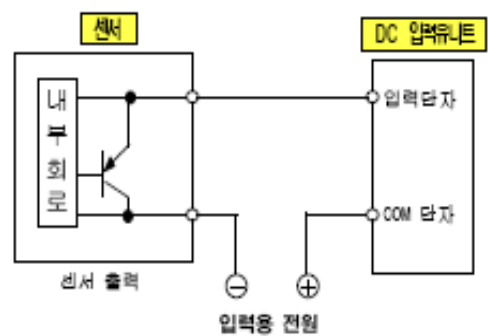 센서
DC 입력유니트
내
부
회
로
입력단자
COM 단자
센서 출력
⊖ ⊕
입력용 전원